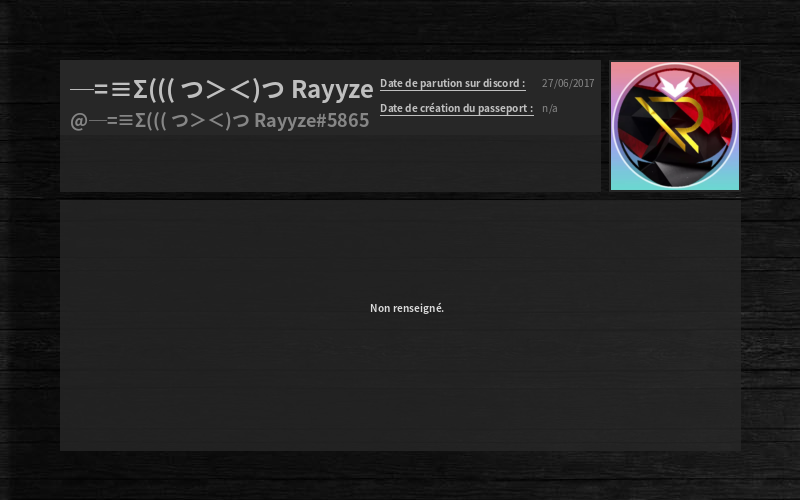 —=≡Σ((( つ＞＜)つ Rayyze
@—=≡Σ((( つ＞＜)つ Rayyze#5865
Date de parution sur discord : 27/06/2017
Date de création du passeport : n/a
Non renseigné.